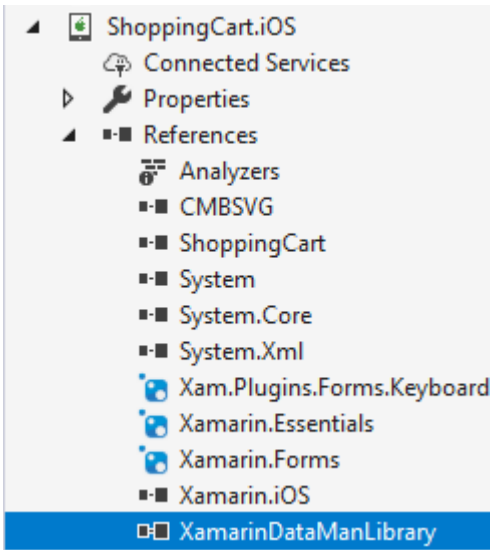 ShoppingCart.iOS
Connected Services
Properties
References
Analyzers
CMBSVG
ShoppingCart
System
System.Core
System.Xml
Xam.Plugins.Forms.Keyboard
Xamarin.Essentials
Xamarin.Forms
Xamarin.iOS
XamarinDataManLibrary